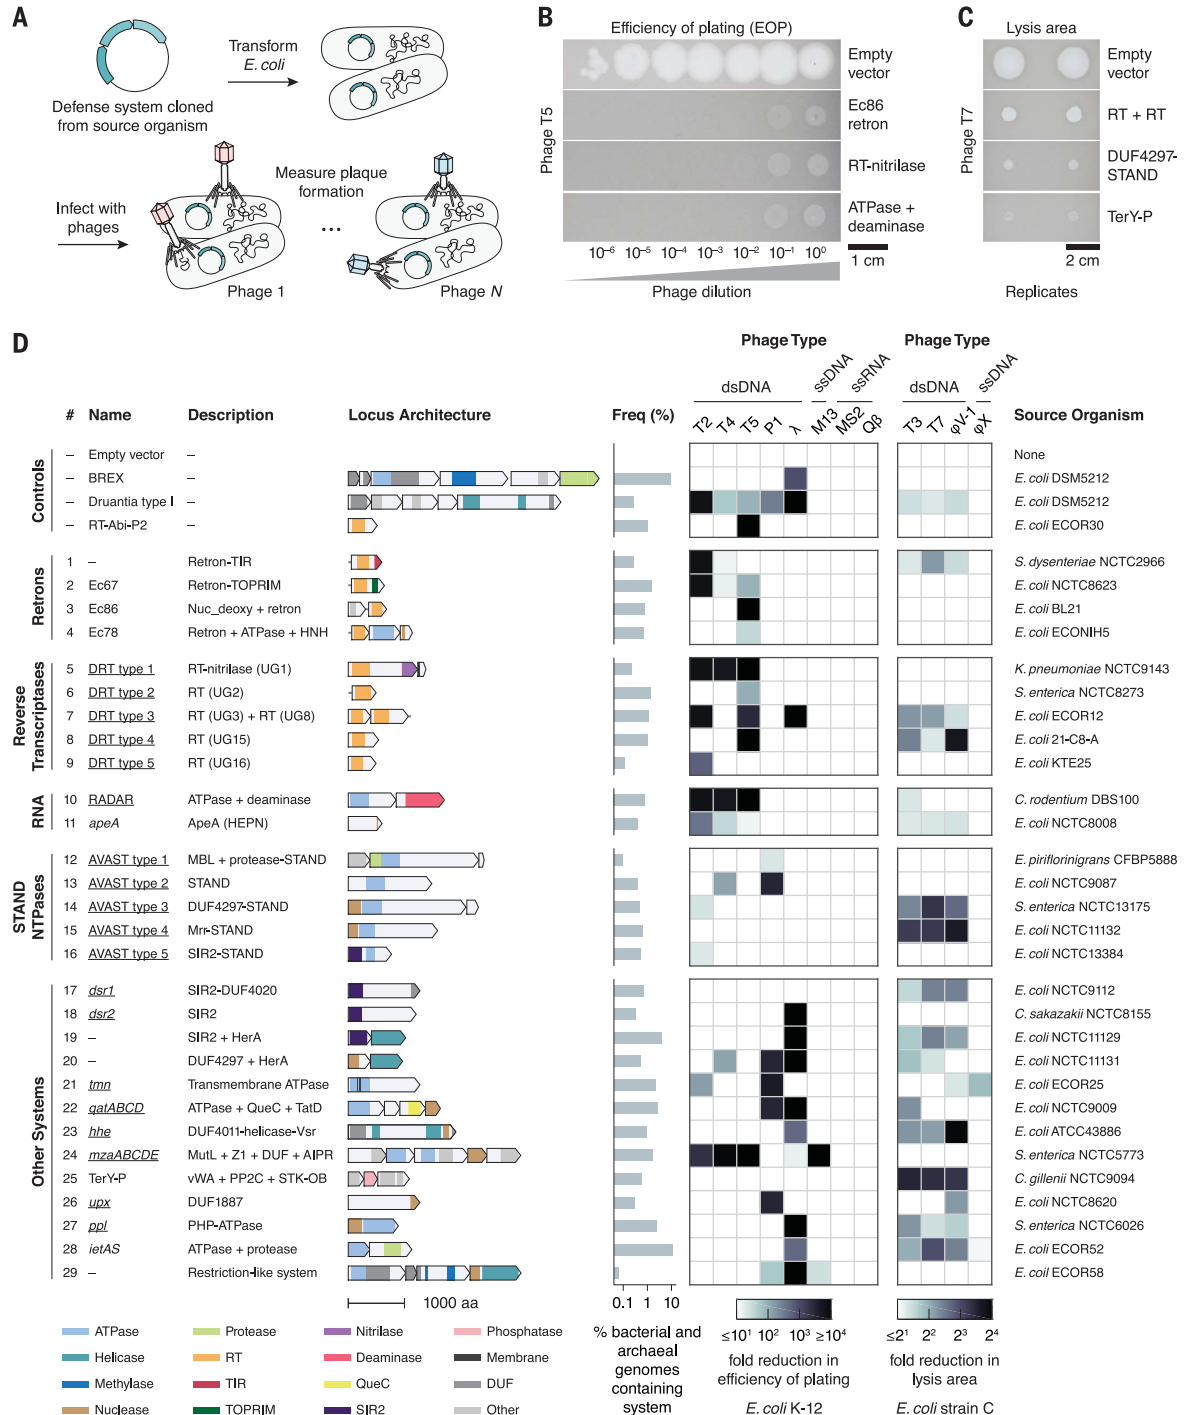 A
Defense system cloned
from source organism
Transform
E. coli
Infect with
phages
Measure plaque
formation
...
Phage 1
Phage N
B
Efficiency of plating (EOP)
Phage T5
Empty
vector
Ec86
retron
RT-nitrilase
ATPase +
deaminase
10⁻⁶ 10⁻⁵ 10⁻⁴ 10⁻³ 10⁻² 10⁻¹ 10⁰
1 cm
Phage dilution
C
Lysis area
Phage T7
Empty
vector
RT + RT
DUF4297-
STAND
TerY-P
2 cm
Replicates
D
Phage Type
Phage Type
dsDNA ssDNA ssRNA dsDNA ssDNA
# Name Description Locus Architecture Freq (%) T2 T4 T5 P1 λ M13 MS2 Qβ T3 T7 φV-1 φX Source Organism
Controls
– Empty vector None
– BREX – E. coli DSM5212
– Druantia type I – E. coli DSM5212
– RT-Abi-P2 – E. coli ECOR30
Retrons
1 – Retron-TIR S. dysenteriae NCTC2966
2 Ec67 Retron-TOPRIM E. coli NCTC8623
3 Ec86 Nuc_deoxy + retron E. coli BL21
4 Ec78 Retron + ATPase + HNH E. coli ECONIH5
Reverse
Transcriptases
5 DRT type 1 RT-nitrilase (UG1) K. pneumoniae NCTC9143
6 DRT type 2 RT (UG2) S. enterica NCTC8273
7 DRT type 3 RT (UG3) + RT (UG8) E. coli ECOR12
8 DRT type 4 RT (UG15) E. coli 21-C8-A
9 DRT type 5 RT (UG16) E. coli KTE25
RNA
10 RADAR ATPase + deaminase C. rodentium DBS100
11 apeA ApeA (HEPN) E. coli NCTC8008
STAND
NTPases
12 AVAST type 1 MBL + protease-STAND E. piriflorinigrans CFBP5888
13 AVAST type 2 STAND E. coli NCTC9087
14 AVAST type 3 DUF4297-STAND S. enterica NCTC13175
15 AVAST type 4 Mrr-STAND E. coli NCTC11132
16 AVAST type 5 SIR2-STAND E. coli NCTC13384
Other Systems
17 dsr1 SIR2-DUF4020 E. coli NCTC9112
18 dsr2 SIR2 C. sakazakii NCTC8155
19 – SIR2 + HerA E. coli NCTC11129
20 – DUF4297 + HerA E. coli NCTC11131
21 tmn Transmembrane ATPase E. coli ECOR25
22 qatABCD ATPase + QueC + TatD E. coli NCTC9009
23 hhe DUF4011-helicase-Vsr E. coli ATCC43886
24 mzaABCDE MutL + Z1 + DUF + AIPR S. enterica NCTC5773
25 TerY-P vWA + PP2C + STK-OB C. gillenii NCTC9094
26 upx DUF1887 E. coli NCTC8620
27 ppl PHP-ATPase S. enterica NCTC6026
28 ietAS ATPase + protease E. coli ECOR52
29 – Restriction-like system E. coil ECOR58
1000 aa
0.1 1 10
% bacterial and
archaeal
genomes
containing
system
≤10¹ 10² 10³ ≥10⁴
fold reduction in
efficiency of plating
E. coli K-12
≤2¹ 2² 2³ 2⁴
fold reduction in
lysis area
E. coli strain C
ATPase Protease Nitrilase Phosphatase
Helicase RT Deaminase Membrane
Methylase TIR QueC DUF
Nuclease TOPRIM SIR2 Other